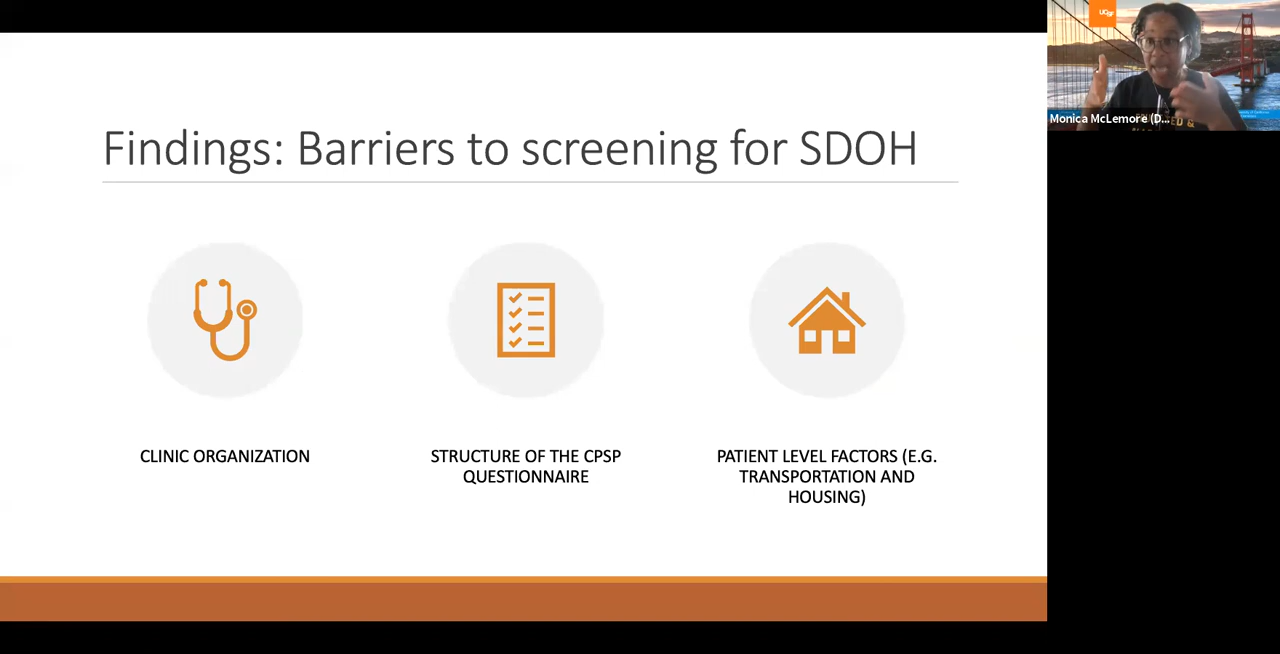 Findings: Barriers to screening for SDOH
CLINIC ORGANIZATION
STRUCTURE OF THE CPSP
QUESTIONNAIRE
PATIENT LEVEL FACTORS (E.G.
TRANSPORTATION AND
HOUSING)
Monica McLemore (D...